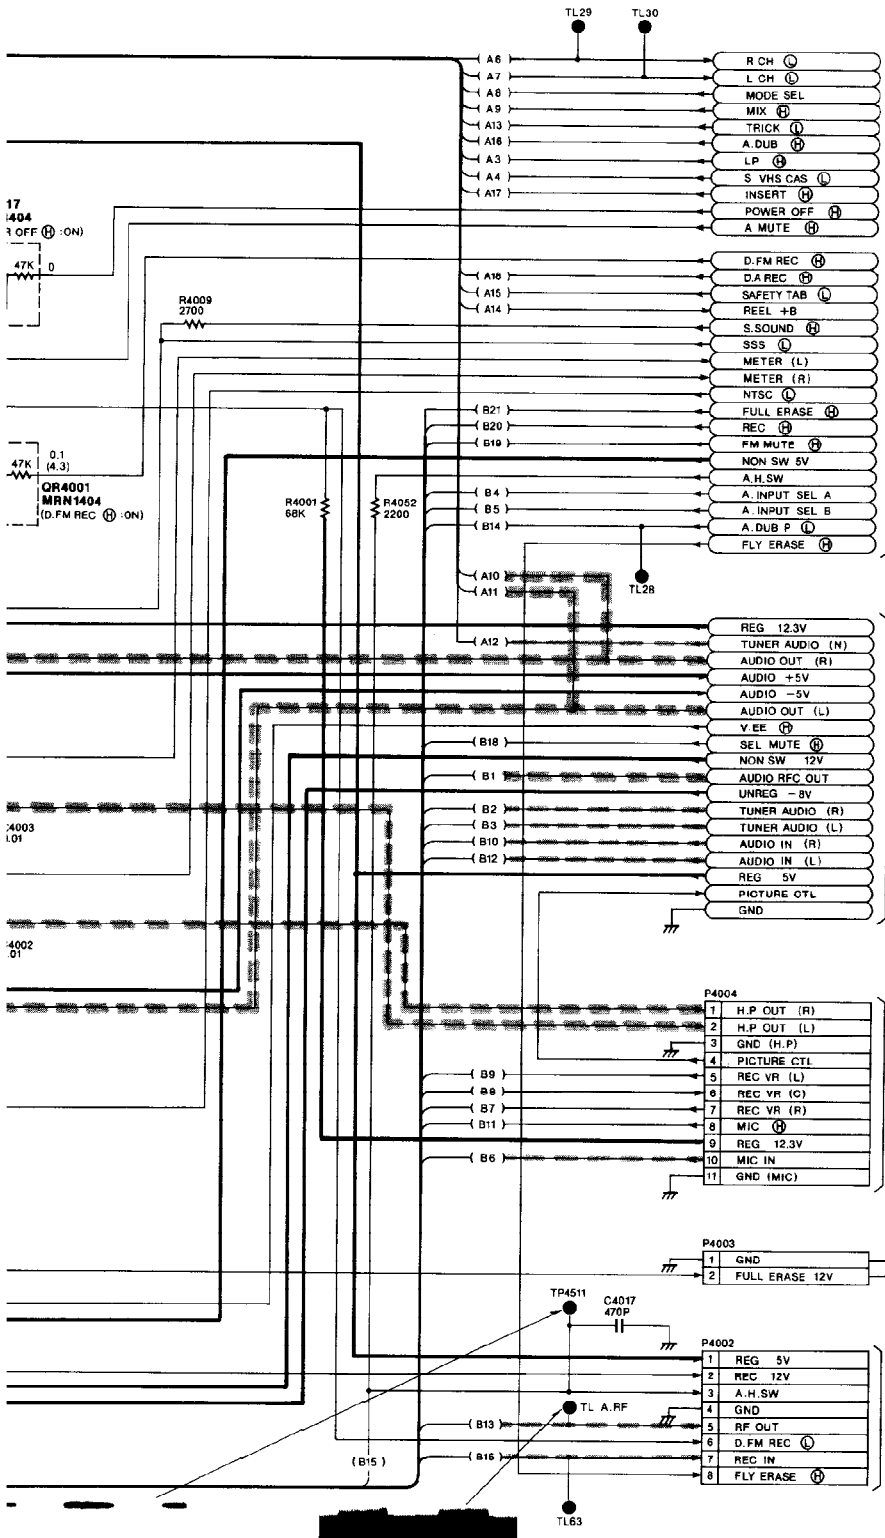 TL29 TL30
A6 R CH Ⓛ
A7 L CH Ⓛ
A8 MODE SEL
A9 MIX Ⓗ
A13 TRICK Ⓛ
A16 A.DUB Ⓗ
A3 LP Ⓗ
A4 S VHS CAS Ⓛ
A17 INSERT Ⓗ
POWER OFF Ⓗ
A MUTE Ⓗ
17
1404
R OFF Ⓗ :ON)
47K 0
D.FM REC Ⓗ
A18 D.A REC Ⓗ
A15 SAFETY TAB Ⓛ
A14 REEL +B
R4009
2700
S.SOUND Ⓗ
SSS Ⓛ
METER (L)
METER (R)
NTSC Ⓛ
B21 FULL ERASE Ⓗ
B20 REC Ⓗ
B19 FM MUTE Ⓗ
NON SW 5V
A.H.SW
B4 A. INPUT SEL A
B5 A. INPUT SEL B
B14 A.DUB P Ⓛ
FLY ERASE Ⓗ
47K 0.1
(4.3)
QR4001
MRN1404
(D.FM REC Ⓗ :ON)
R4001
68K
R4052
2200
TL28
A10
A11
REG 12.3V
A12 TUNER AUDIO (N)
AUDIO OUT (R)
AUDIO +5V
AUDIO −5V
AUDIO OUT (L)
V.EE Ⓗ
B18 SEL MUTE Ⓗ
NON SW 12V
B1 AUDIO RFC OUT
UNREG −8V
B2 TUNER AUDIO (R)
B3 TUNER AUDIO (L)
B10 AUDIO IN (R)
B12 AUDIO IN (L)
REG 5V
PICTURE CTL
GND
C4003
.01
4002
.01
P4004
1 H.P OUT (R)
2 H.P OUT (L)
3 GND (H.P)
4 PICTURE CTL
B9 5 REC VR (L)
B8 6 REC VR (C)
B7 7 REC VR (R)
B11 8 MIC Ⓗ
9 REG 12.3V
B6 10 MIC IN
11 GND (MIC)
P4003
1 GND
2 FULL ERASE 12V
TP4511
C4017
470P
P4002
1 REG 5V
2 REC 12V
3 A.H.SW
TL A.RF
4 GND
B13 5 RF OUT
6 D.FM REC Ⓛ
(B15)
B16 7 REC IN
8 FLY ERASE Ⓗ
TL63